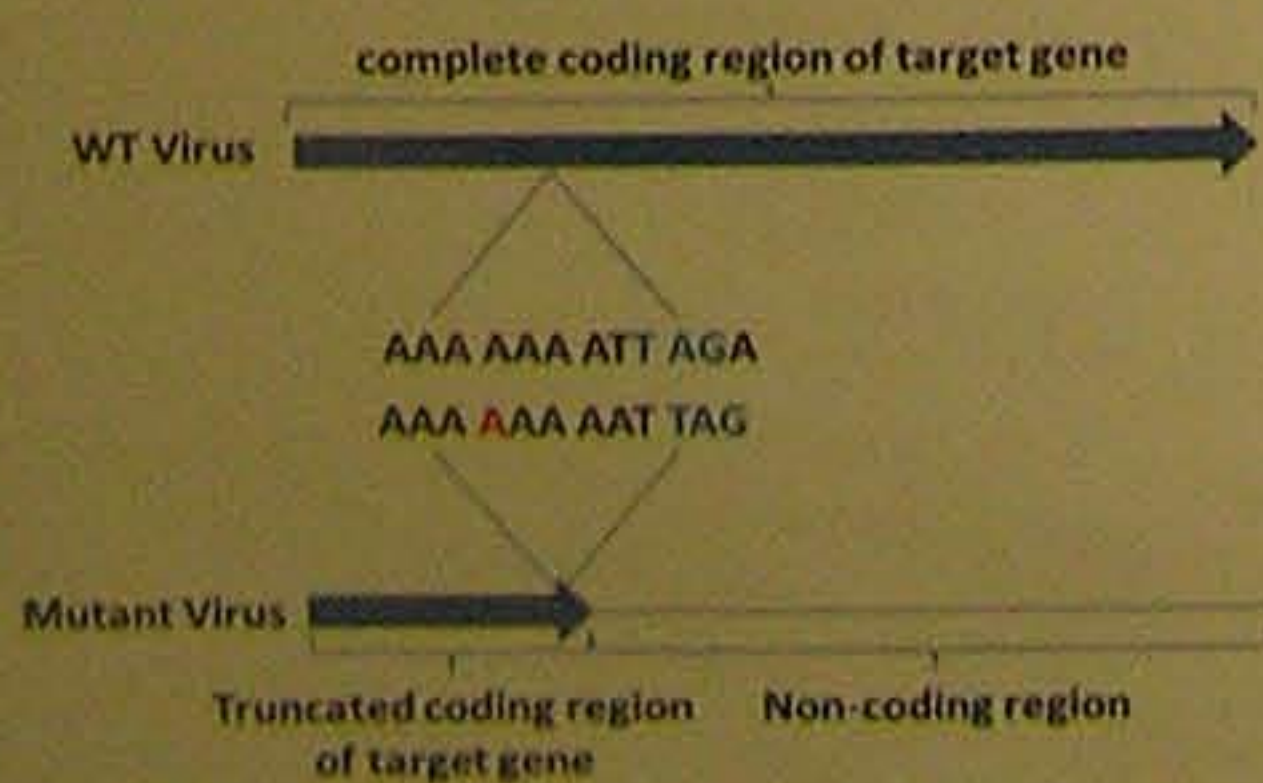 complete coding region of target gene
WT Virus
AAA AAA ATT AGA
AAA AAA AAT TAG
Mutant Virus
Truncated coding region
of target gene
Non-coding region